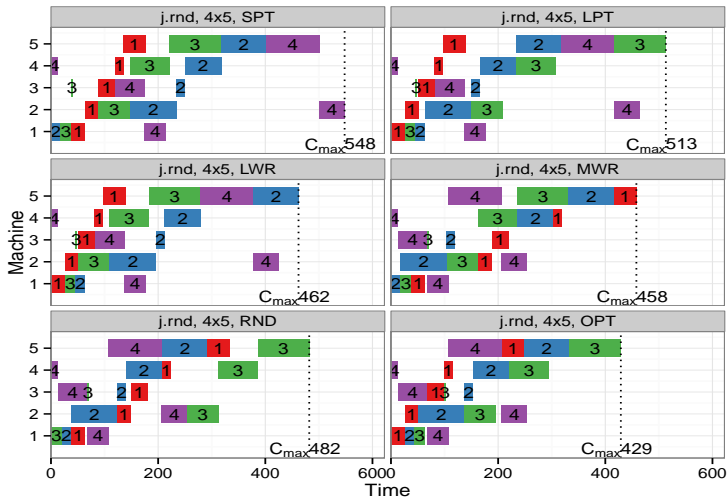 j.rnd, 4x5, SPT
5 1 3 2 4
4 4 1 3 2
3 3 1 4 2
2 1 3 2 4
1 2 3 1 4
Cmax548
j.rnd, 4x5, LPT
1 2 4 3
4 1 2 3
3 1 4 2
1 2 3 4
1 3 2 4
Cmax513
Machine
j.rnd, 4x5, LWR
5 1 3 4 2
4 4 1 3 2
3 3 1 4 2
2 1 3 2 4
1 1 3 2 4
Cmax462
j.rnd, 4x5, MWR
4 3 2 1
4 3 2 1
4 3 2 1
2 3 1 4
2 3 1 4
Cmax458
j.rnd, 4x5, RND
5 4 2 1 3
4 4 2 1 3
3 4 3 2 1
2 2 1 4 3
1 3 2 1 4
Cmax482
j.rnd, 4x5, OPT
4 1 2 3
4 1 2 3
4 1 3 2
1 2 3 4
1 2 3 4
Cmax429
0 200 400 600 0 200 400 600
Time